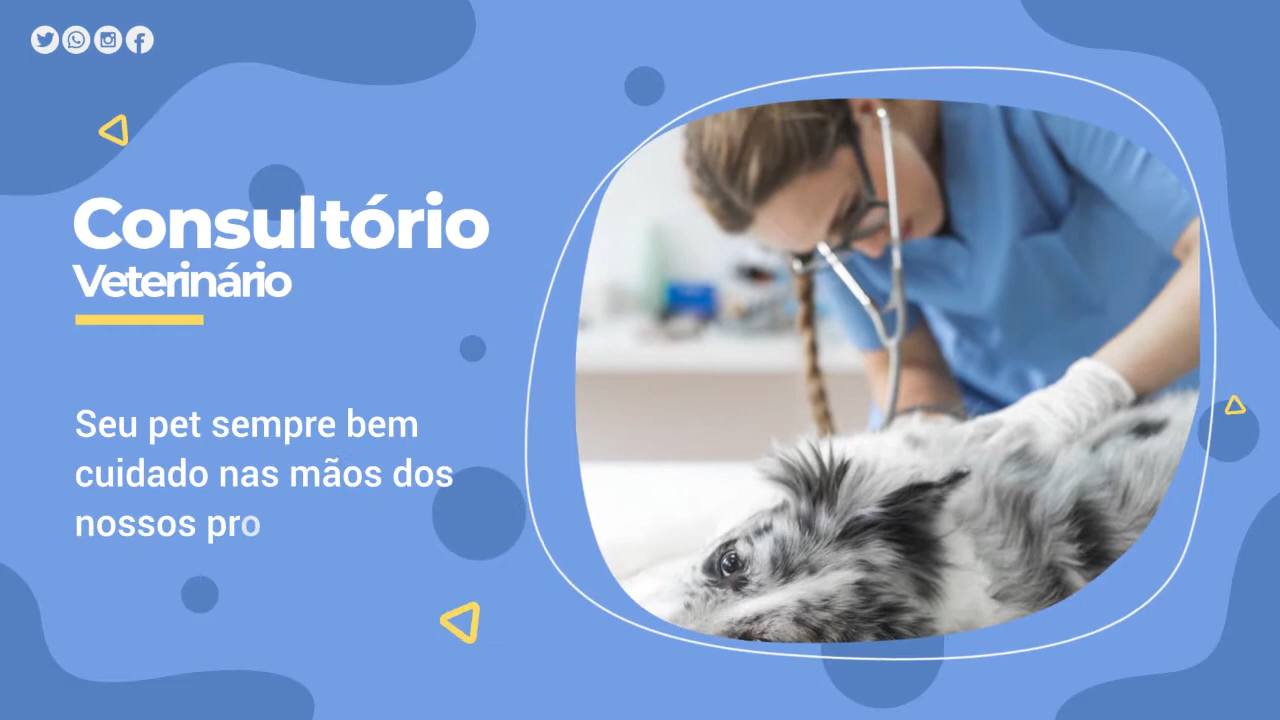 Consultório
Veterinário
Seu pet sempre bem
cuidado nas mãos dos
nossos pro